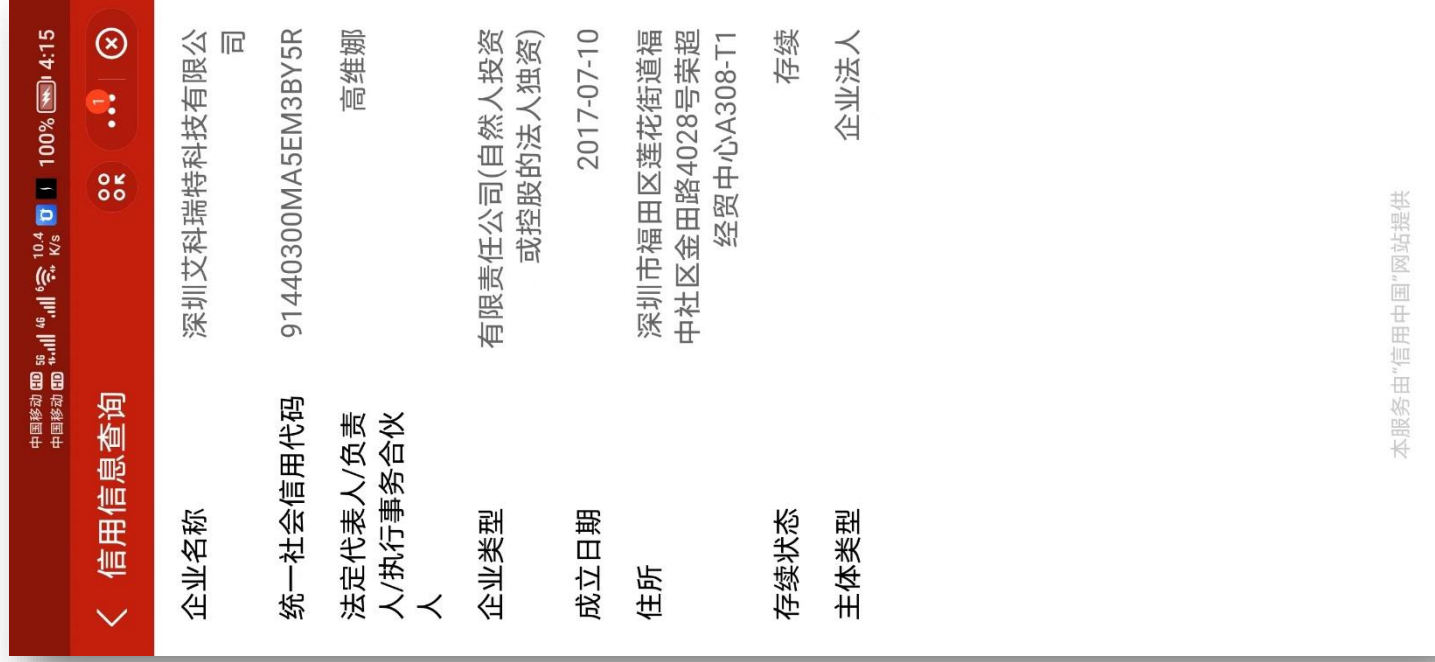 中国移动 HD 5G 4G 6 10.4 100% 4:15
中国移动 HD K/s
信用信息查询
1
企业名称
深圳艾科瑞特科技有限公
司
统一社会信用代码
91440300MA5EM3BY5R
法定代表人/负责
人/执行事务合伙
人
高维娜
企业类型
有限责任公司(自然人投资
或控股的法人独资)
成立日期
2017-07-10
住所
深圳市福田区莲花街道福
中社区金田路4028号荣超
经贸中心A308-T1
存续状态
存续
主体类型
企业法人
本服务由"信用中国"网站提供